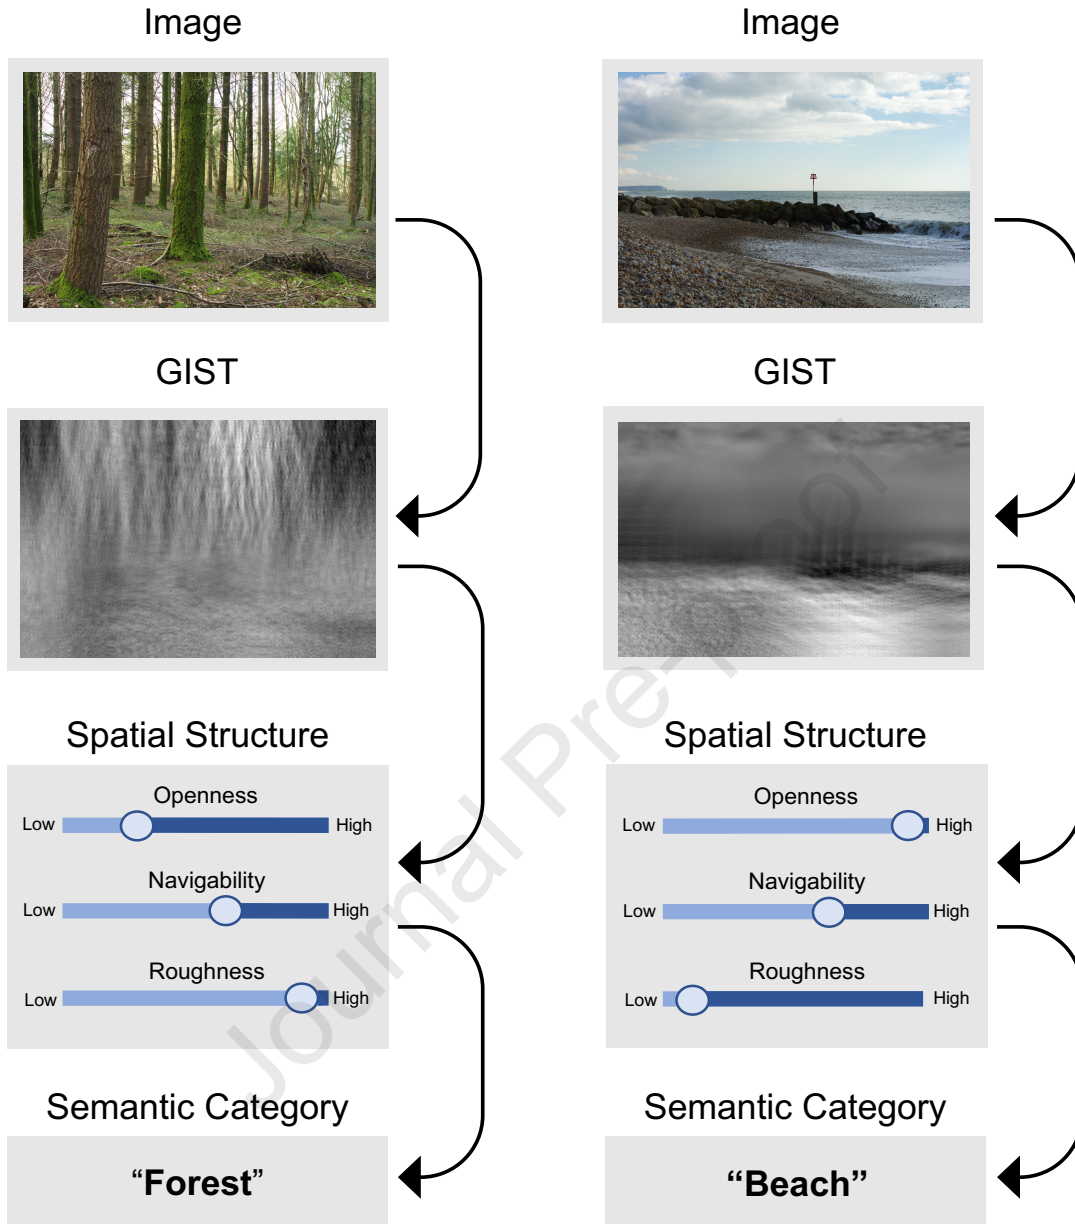 Image
GIST
Spatial Structure
Openness
Low High
Navigability
Low High
Roughness
Low High
Semantic Category
“Forest”
Image
GIST
Spatial Structure
Openness
Low High
Navigability
Low High
Roughness
Low High
Semantic Category
“Beach”
Journal Pre-proof